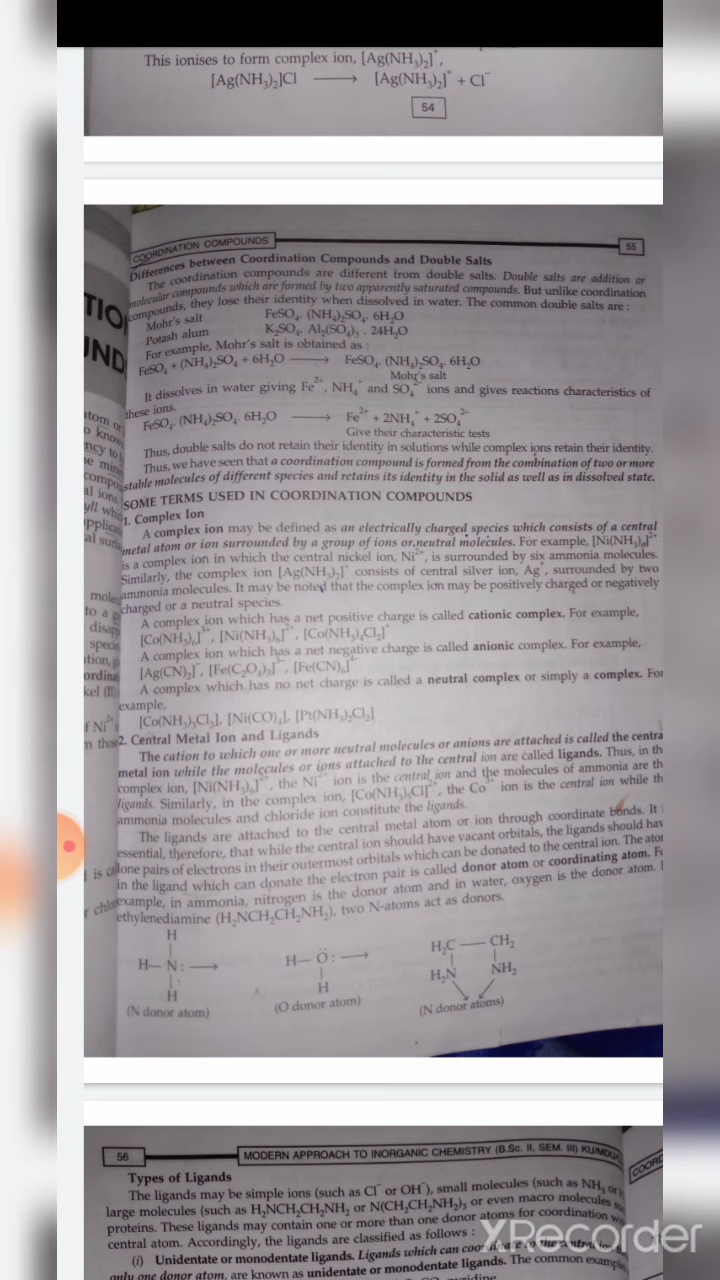 This ionises to form complex ion, [Ag(NH₃)₂]⁺,
[Ag(NH₃)₂]Cl ⟶ [Ag(NH₃)₂]⁺ + Cl⁻
54
COORDINATION COMPOUNDS
55
Differences between Coordination Compounds and Double Salts
The coordination compounds are different from double salts. Double salts are addition or
molecular compounds which are formed by two apparently saturated compounds. But unlike coordination
compounds, they lose their identity when dissolved in water. The common double salts are :
Mohr's salt FeSO₄. (NH₄)₂SO₄. 6H₂O
Potash alum K₂SO₄. Al₂(SO₄)₃ . 24H₂O
For example, Mohr's salt is obtained as :
FeSO₄ + (NH₄)₂SO₄ + 6H₂O ⟶ FeSO₄. (NH₄)₂SO₄. 6H₂O
Mohr's salt
It dissolves in water giving Fe²⁺, NH₄⁺ and SO₄²⁻ ions and gives reactions characteristics of
these ions.
FeSO₄. (NH₄)₂SO₄. 6H₂O ⟶ Fe²⁺ + 2NH₄⁺ + 2SO₄²⁻
Give their characteristic tests
Thus, double salts do not retain their identity in solutions while complex ions retain their identity.
Thus, we have seen that a coordination compound is formed from the combination of two or more
stable molecules of different species and retains its identity in the solid as well as in dissolved state.
SOME TERMS USED IN COORDINATION COMPOUNDS
1. Complex Ion
A complex ion may be defined as an electrically charged species which consists of a central
metal atom or ion surrounded by a group of ions or neutral molecules. For example, [Ni(NH₃)₆]²⁺
is a complex ion in which the central nickel ion, Ni²⁺, is surrounded by six ammonia molecules.
Similarly, the complex ion [Ag(NH₃)₂]⁺ consists of central silver ion, Ag⁺, surrounded by two
ammonia molecules. It may be noted that the complex ion may be positively charged or negatively
charged or a neutral species.
A complex ion which has a net positive charge is called cationic complex. For example,
[Co(NH₃)₆]³⁺, [Ni(NH₃)₆]²⁺, [Co(NH₃)₄Cl₂]⁺
A complex ion which has a net negative charge is called anionic complex. For example,
[Ag(CN)₂]⁻, [Fe(C₂O₄)₃]³⁻, [Fe(CN)₆]⁴⁻
A complex which has no net charge is called a neutral complex or simply a complex. For
example,
[Co(NH₃)₃Cl₃], [Ni(CO)₄], [Pt(NH₃)₂Cl₂]
2. Central Metal Ion and Ligands
The cation to which one or more neutral molecules or anions are attached is called the centra
metal ion while the molecules or ions attached to the central ion are called ligands. Thus, in th
complex ion, [Ni(NH₃)₆]²⁺, the Ni²⁺ ion is the central ion and the molecules of ammonia are th
ligands. Similarly, in the complex ion, [Co(NH₃)₅Cl]²⁺, the Co³⁺ ion is the central ion while th
ammonia molecules and chloride ion constitute the ligands.
The ligands are attached to the central metal atom or ion through coordinate bonds. It
essential, therefore, that while the central ion should have vacant orbitals, the ligands should hav
lone pairs of electrons in their outermost orbitals which can be donated to the central ion. The ato
in the ligand which can donate the electron pair is called donor atom or coordinating atom. F
example, in ammonia, nitrogen is the donor atom and in water, oxygen is the donor atom. I
ethylenediamine (H₂NCH₂CH₂NH₂), two N-atoms act as donors.
H
H— N: ⟶
H
(N donor atom)
H— Ö: ⟶
H
(O donor atom)
H₂C — CH₂
H₂N NH₂
(N donor atoms)
56
MODERN APPROACH TO INORGANIC CHEMISTRY (B.Sc. II, SEM. III) KU/MDU
COORD
Types of Ligands
The ligands may be simple ions (such as Cl⁻ or OH⁻), small molecules (such as NH₃ or
large molecules (such as H₂NCH₂CH₂NH₂ or N(CH₂CH₂NH₂)₃ or even macro molecules
proteins. These ligands may contain one or more than one donor atoms for coordination
central atom. Accordingly, the ligands are classified as follows :
(i) Unidentate or monodentate ligands. Ligands which can coordinate to the central
only one donor atom, are known as unidentate or monodentate ligands. The common
XRecorder